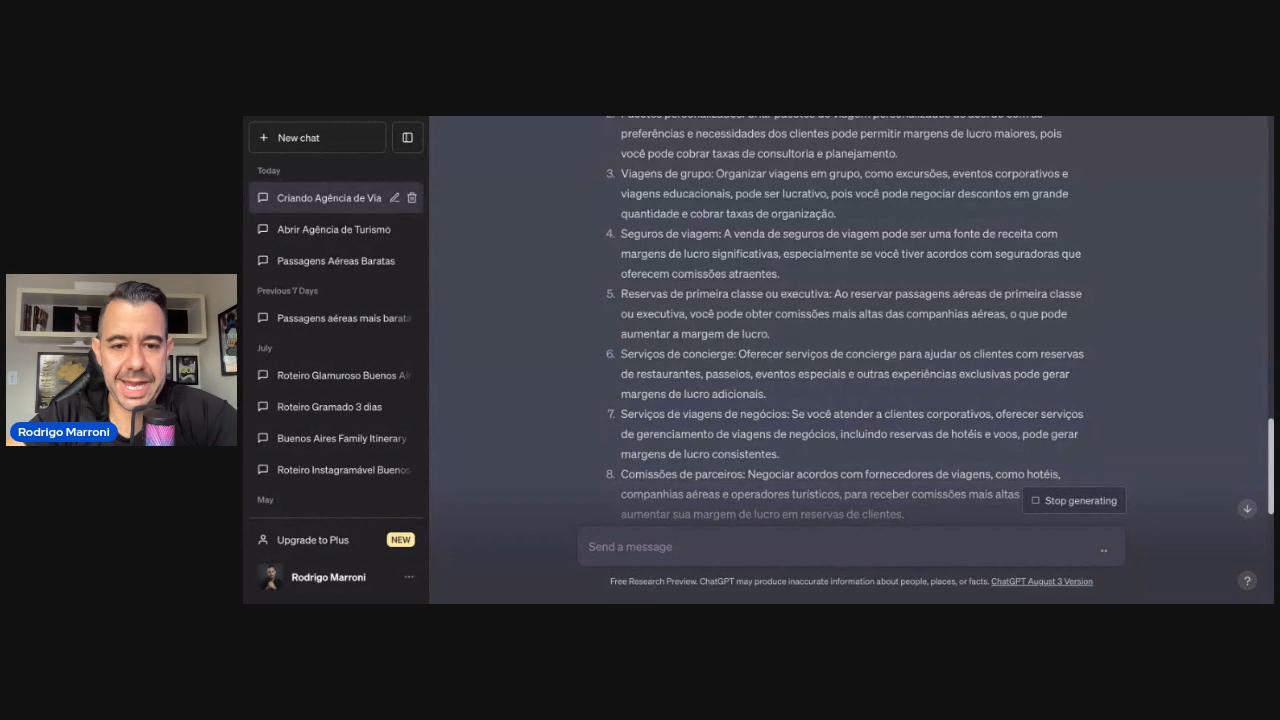 New chat
Today
Criando Agência de Via
Abrir Agência de Turismo
Passagens Aéreas Baratas
Previous 7 Days
Passagens aéreas mais barata
July
Roteiro Glamuroso Buenos Air
Roteiro Gramado 3 dias
Buenos Aires Family Itinerary
Roteiro Instagramável Buenos
May
Upgrade to Plus NEW
Rodrigo Marroni
2. Pacotes personalizados: Criar pacotes de viagem personalizados de acordo com as
preferências e necessidades dos clientes pode permitir margens de lucro maiores, pois
você pode cobrar taxas de consultoria e planejamento.
3. Viagens de grupo: Organizar viagens em grupo, como excursões, eventos corporativos e
viagens educacionais, pode ser lucrativo, pois você pode negociar descontos em grande
quantidade e cobrar taxas de organização.
4. Seguros de viagem: A venda de seguros de viagem pode ser uma fonte de receita com
margens de lucro significativas, especialmente se você tiver acordos com seguradoras que
oferecem comissões atraentes.
5. Reservas de primeira classe ou executiva: Ao reservar passagens aéreas de primeira classe
ou executiva, você pode obter comissões mais altas das companhias aéreas, o que pode
aumentar a margem de lucro.
6. Serviços de concierge: Oferecer serviços de concierge para ajudar os clientes com reservas
de restaurantes, passeios, eventos especiais e outras experiências exclusivas pode gerar
margens de lucro adicionais.
7. Serviços de viagens de negócios: Se você atender a clientes corporativos, oferecer serviços
de gerenciamento de viagens de negócios, incluindo reservas de hotéis e voos, pode gerar
margens de lucro consistentes.
8. Comissões de parceiros: Negociar acordos com fornecedores de viagens, como hotéis,
companhias aéreas e operadores turísticos, para receber comissões mais altas
aumentar sua margem de lucro em reservas de clientes.
Stop generating
Send a message
Free Research Preview. ChatGPT may produce inaccurate information about people, places, or facts. ChatGPT August 3 Version
?
Rodrigo Marroni